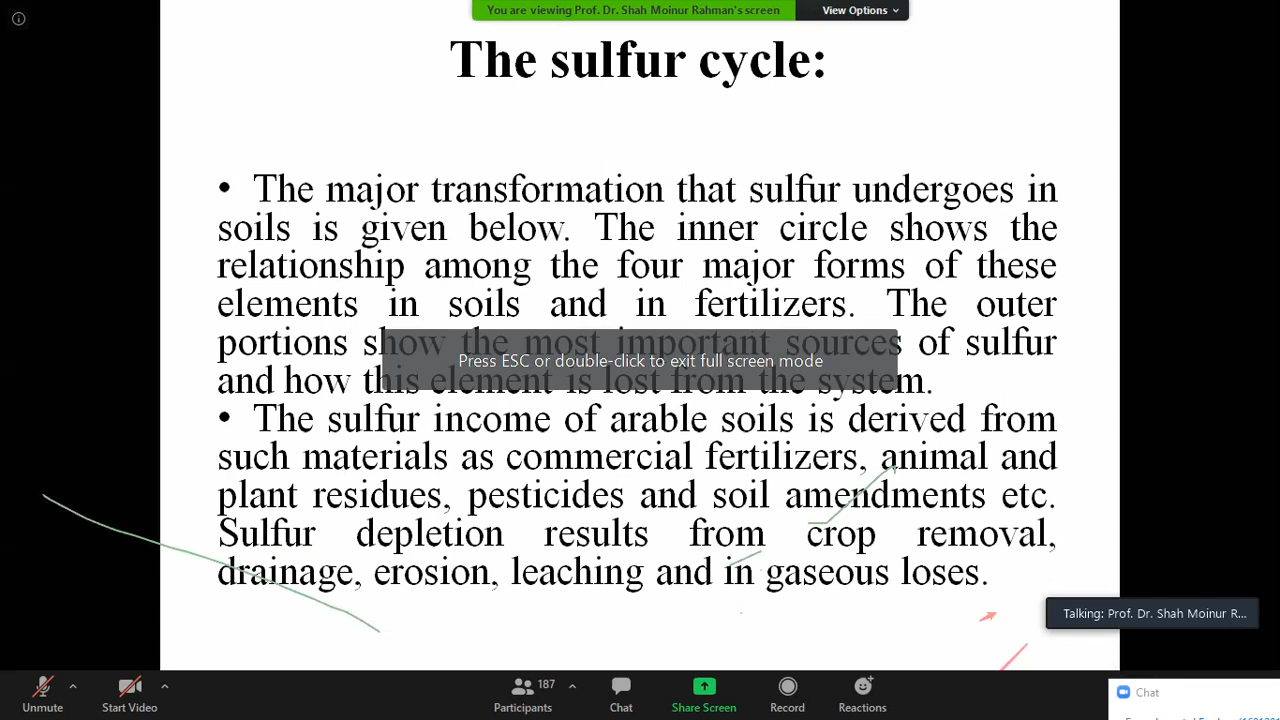 You are viewing Prof. Dr. Shah Moinur Rahman's screen
View Options
The sulfur cycle:
• The major transformation that sulfur undergoes in
soils is given below. The inner circle shows the
relationship among the four major forms of these
elements in soils and in fertilizers. The outer
portions show the most important sources of sulfur
and how this element is lost from the system.
Press ESC or double-click to exit full screen mode
• The sulfur income of arable soils is derived from
such materials as commercial fertilizers, animal and
plant residues, pesticides and soil amendments etc.
Sulfur depletion results from crop removal,
drainage, erosion, leaching and in gaseous loses.
Talking: Prof. Dr. Shah Moinur R...
Unmute
Start Video
187
Participants
Chat
Share Screen
Record
Reactions
Chat